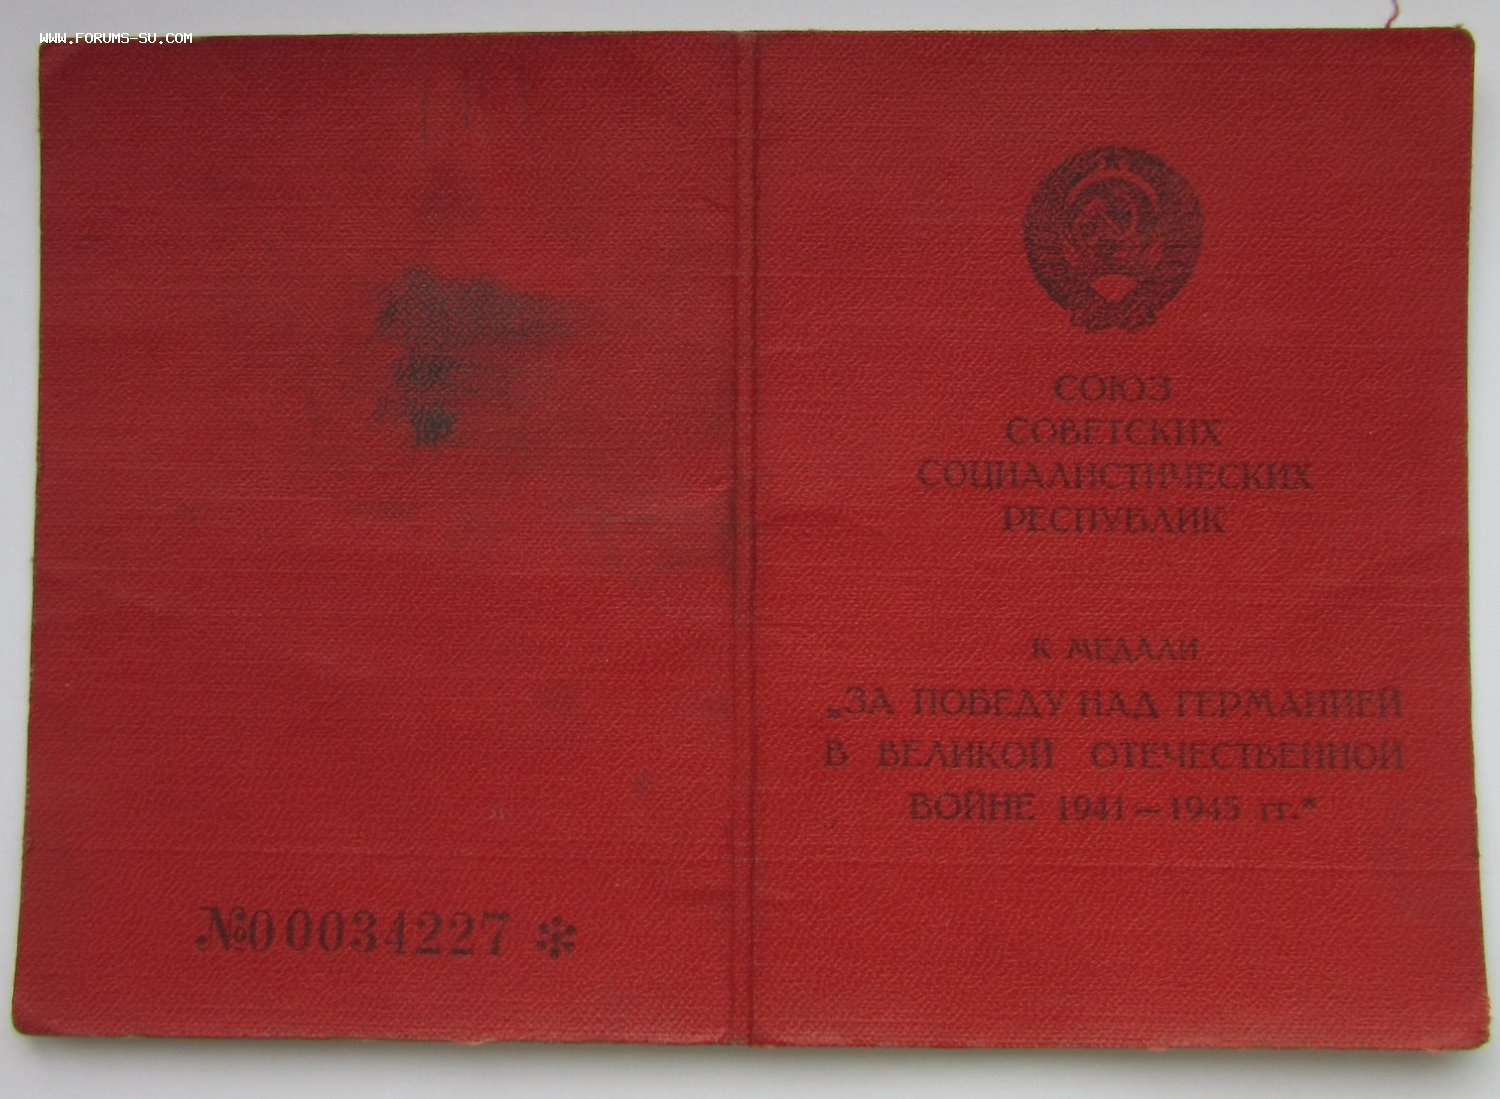 WWW.FORUMS-SU.COM
СОЮЗ
СОВЕТСКИХ
СОЦИАЛИСТИЧЕСКИХ
РЕСПУБЛИК
К МЕДАЛИ
„ЗА ПОБЕДУ НАД ГЕРМАНИЕЙ
В ВЕЛИКОЙ ОТЕЧЕСТВЕННОЙ
ВОЙНЕ 1941—1945 гг.“
№00034227 *